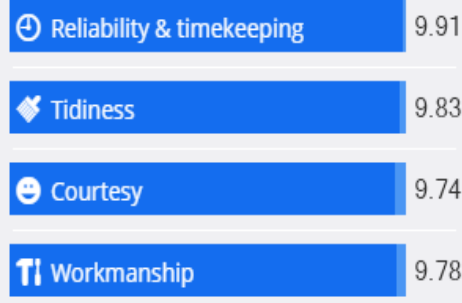 Reliability & timekeeping 9.91
Tidiness 9.83
Courtesy 9.74
Workmanship 9.78